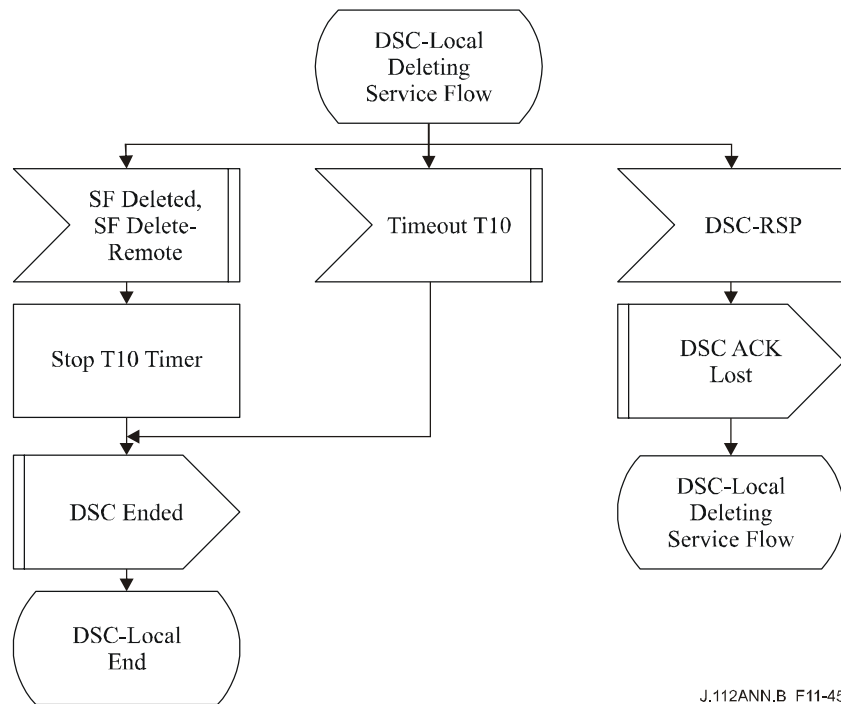 DSC-Local
Deleting
Service Flow
SF Deleted,
SF Delete-
Remote
Timeout T10
DSC-RSP
Stop T10 Timer
DSC ACK
Lost
DSC Ended
DSC-Local
Deleting
Service Flow
DSC-Local
End
J.112ANN.B_F11-45